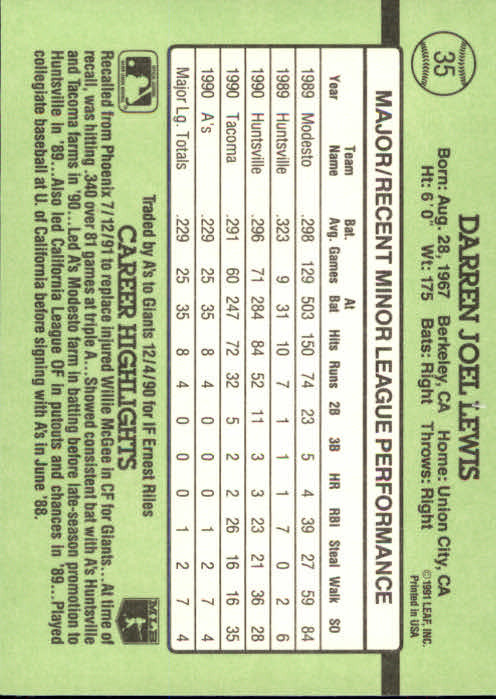 35
DARREN JOEL LEWIS
Born: Aug. 28, 1967 Berkeley, CA Home: Union City, CA
Ht: 6'0" Wt: 175 Bats: Right Throws: Right
©1991 LEAF, INC.
Printed in USA
MAJOR/RECENT MINOR LEAGUE PERFORMANCE
Year Team Name Bat. Avg. Games At Bat Hits Runs 2B 3B HR RBI Steal Walk SO
1989 Modesto .298 129 503 150 74 23 5 4 39 27 59 84
1989 Huntsville .323 9 31 10 7 1 1 1 7 0 2 6
1990 Huntsville .296 71 284 84 52 11 3 3 23 21 36 28
1990 Tacoma .291 60 247 72 32 5 2 2 26 16 16 35
1990 A's .229 25 35 8 4 0 0 0 1 2 7 4
Major Lg. Totals .229 25 35 8 4 0 0 0 1 2 7 4
Traded by A's to Giants 12/4/90 for IF Ernest Riles
CAREER HIGHLIGHTS
MLB
Recalled from Phoenix 7/12/91 to replace injured Willie McGee in CF for Giants...At time of
recall, was hitting .340 over 81 games at triple A...Showed consistent bat with A's Huntsville
and Tacoma farms in '90...Led A's Modesto farm in batting before late-season promotion to
Huntsville in '89...Also led California League OF in putouts and chances in '89...Played
collegiate baseball at U. of California before signing with A's in June '88.